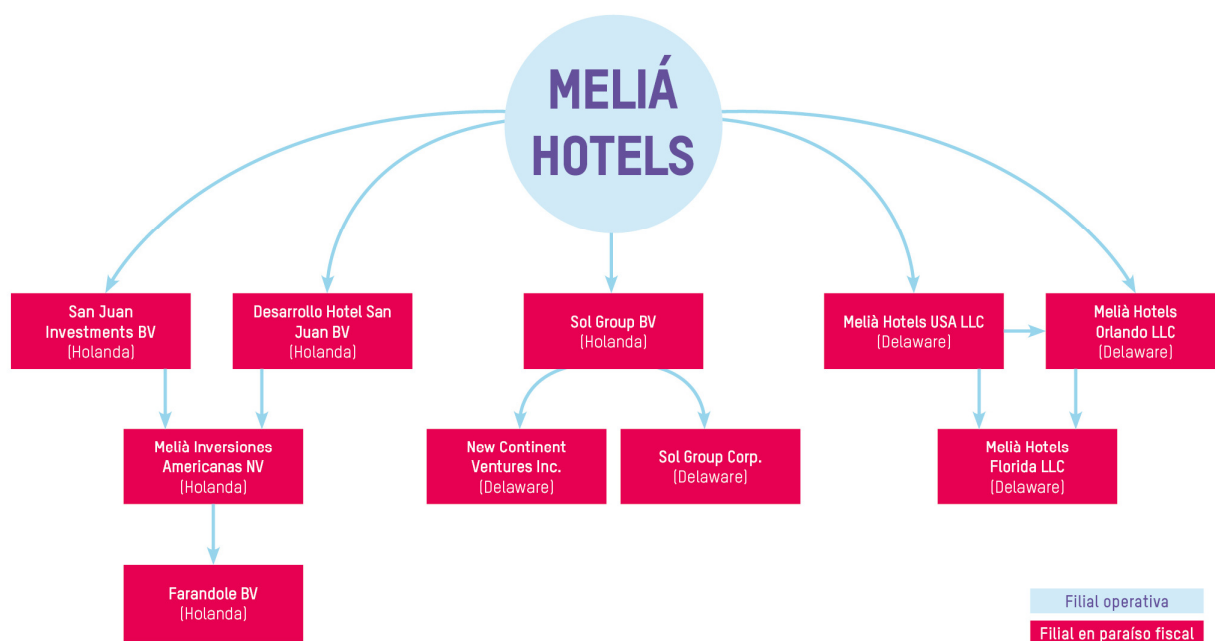 MELIÁ
HOTELS
San Juan
Investments BV
(Holanda)
Desarrollo Hotel San
Juan BV
(Holanda)
Sol Group BV
(Holanda)
Melià Hotels USA LLC
(Delaware)
Melià Hotels
Orlando LLC
(Delaware)
Melià Inversiones
Americanas NV
(Holanda)
New Continent
Ventures Inc.
(Delaware)
Sol Group Corp.
(Delaware)
Melià Hotels
Florida LLC
(Delaware)
Farandole BV
(Holanda)
Filial operativa
Filial en paraíso fiscal